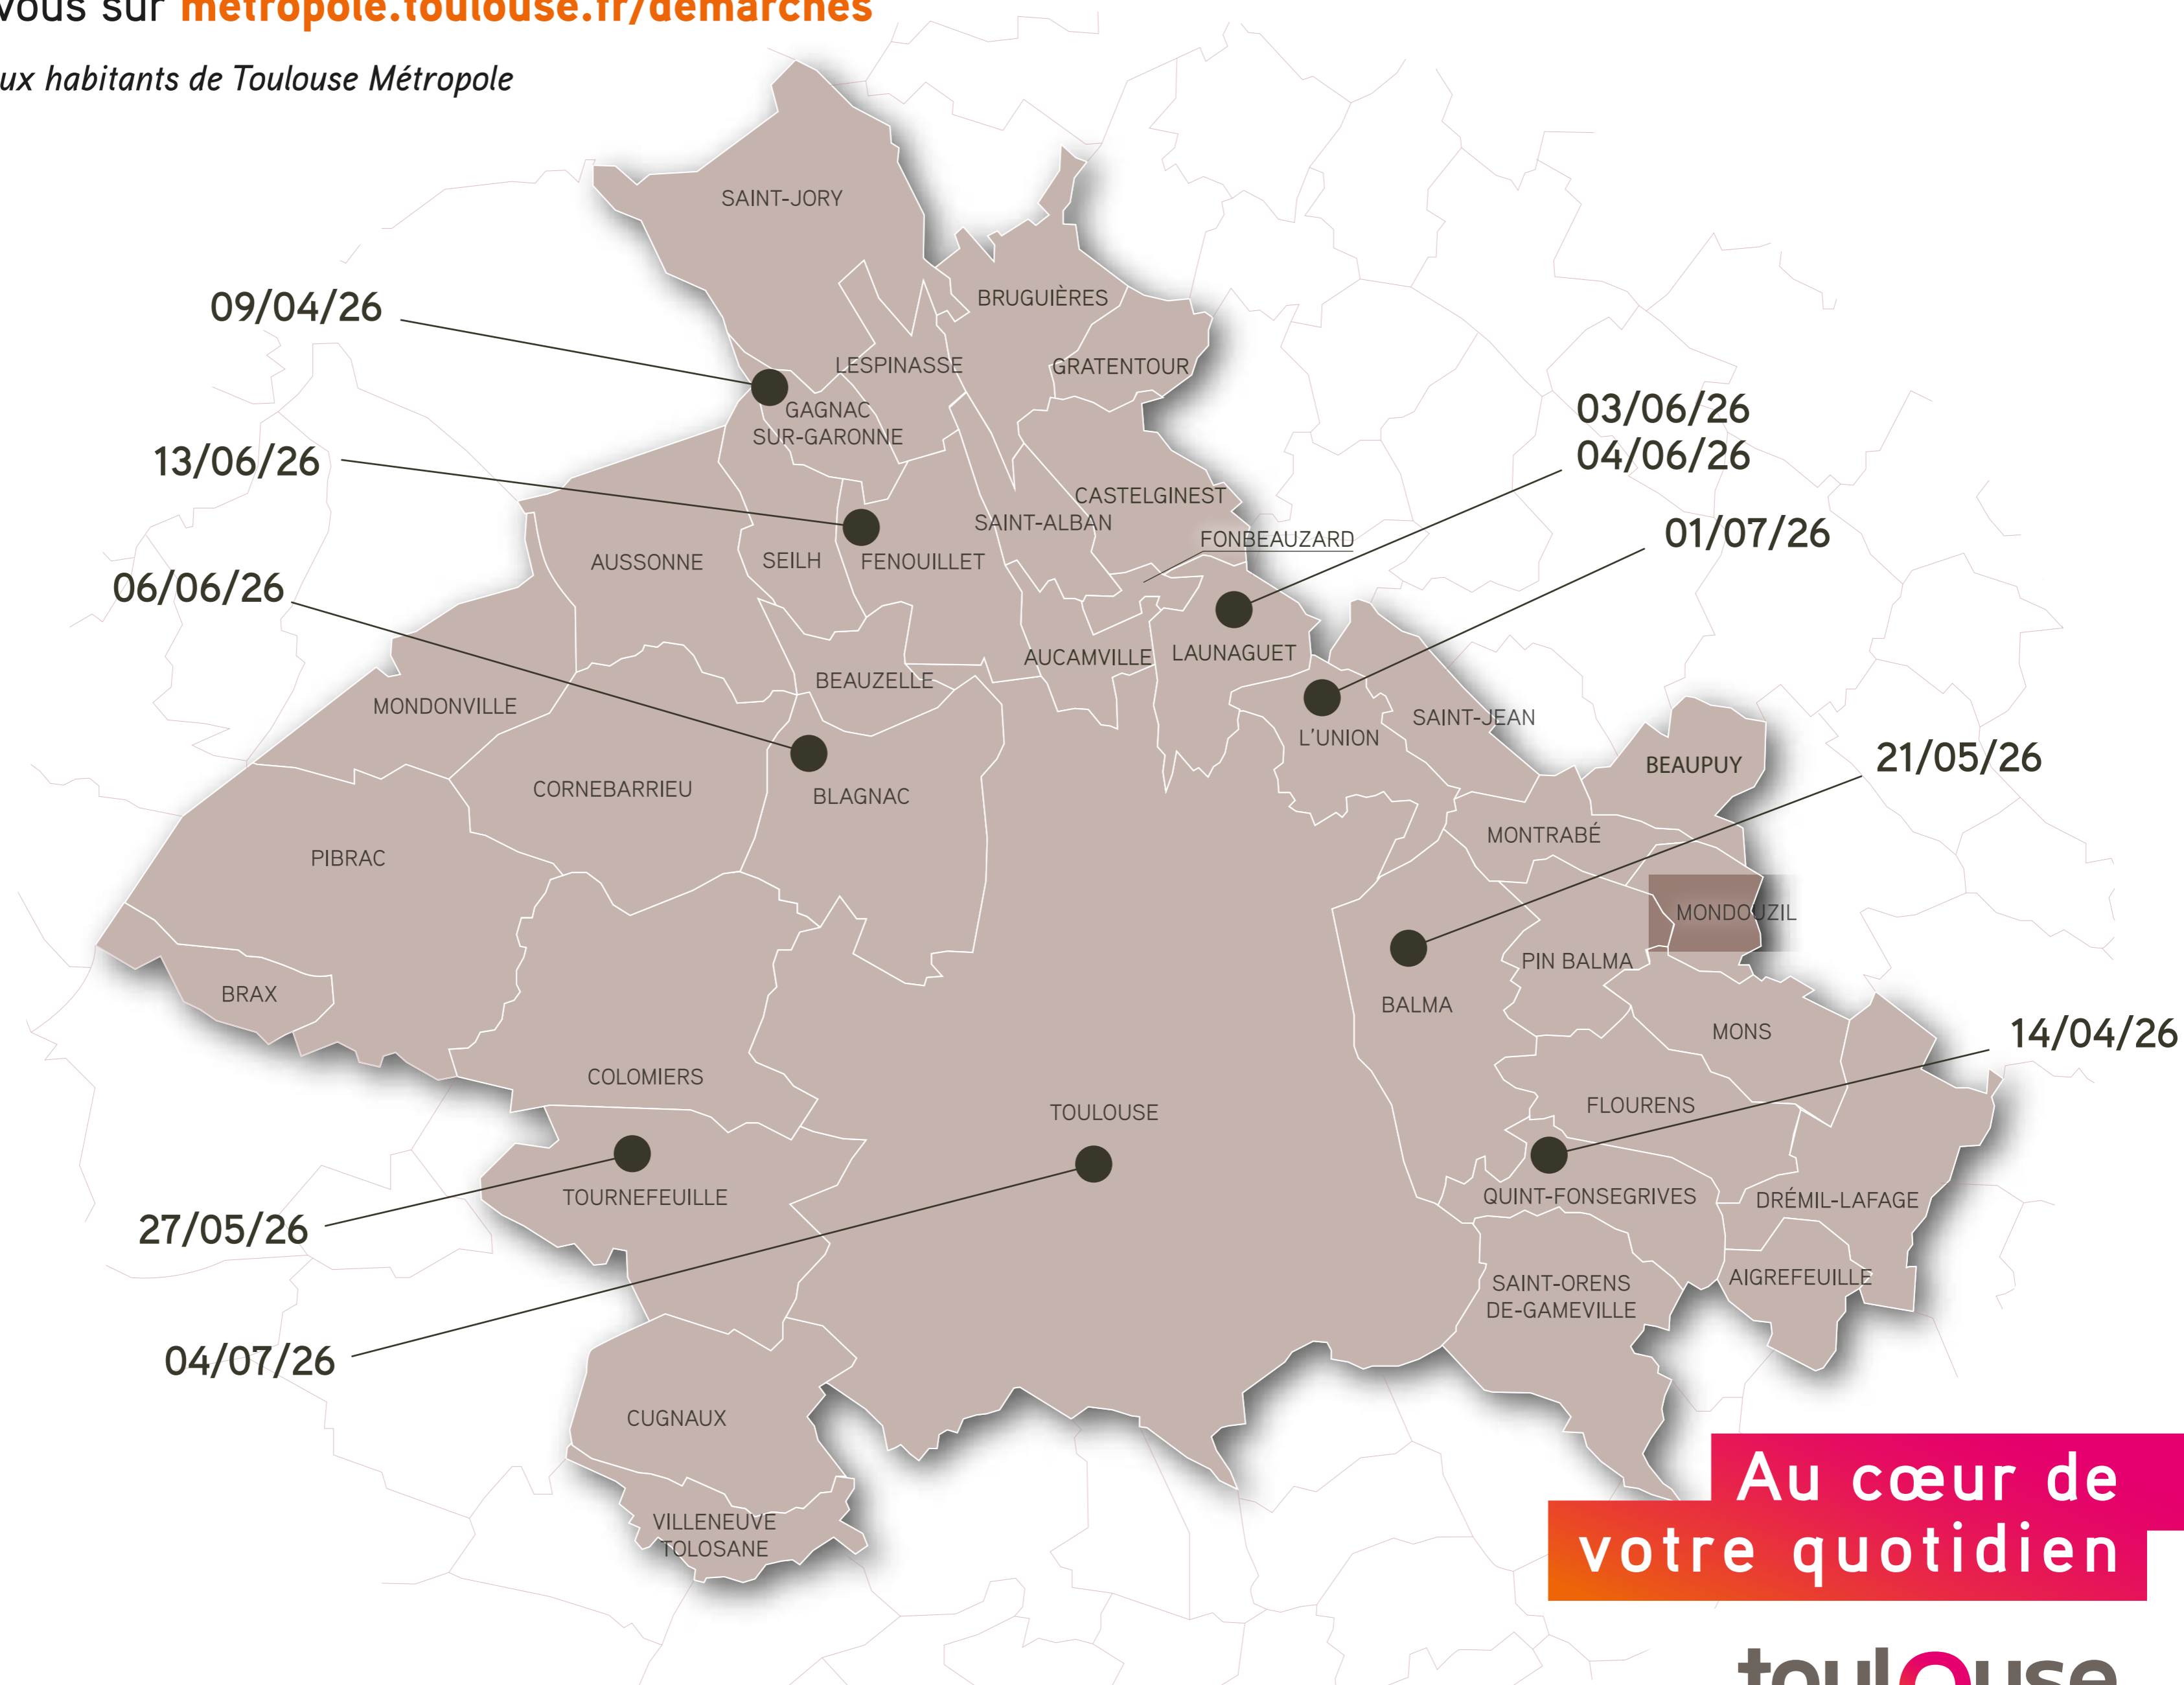 vous sur metropole.toulouse.fr/demarches
ux habitants de Toulouse Métropole
SAINT-JORY
09/04/26
BRUGUIÈRES
LESPINASSE
GRATENTOUR
GAGNAC
SUR-GARONNE
03/06/26
04/06/26
13/06/26
CASTELGINEST
SAINT-ALBAN
FONBEAUZARD
01/07/26
AUSSONNE
SEILH
FENOUILLET
06/06/26
AUCAMVILLE
LAUNAGUET
BEAUZELLE
MONDONVILLE
SAINT-JEAN
L'UNION
21/05/26
BEAUPUY
CORNEBARRIEU
BLAGNAC
MONTRABÉ
PIBRAC
MONDOUZIL
PIN BALMA
BRAX
BALMA
MONS
14/04/26
COLOMIERS
FLOURENS
TOULOUSE
TOURNEFEUILLE
QUINT-FONSEGRIVES
DRÉMIL-LAFAGE
27/05/26
SAINT-ORENS
DE-GAMEVILLE
AIGREFEUILLE
04/07/26
CUGNAUX
VILLENEUVE
TOLOSANE
Au cœur de
votre quotidien
toulouse